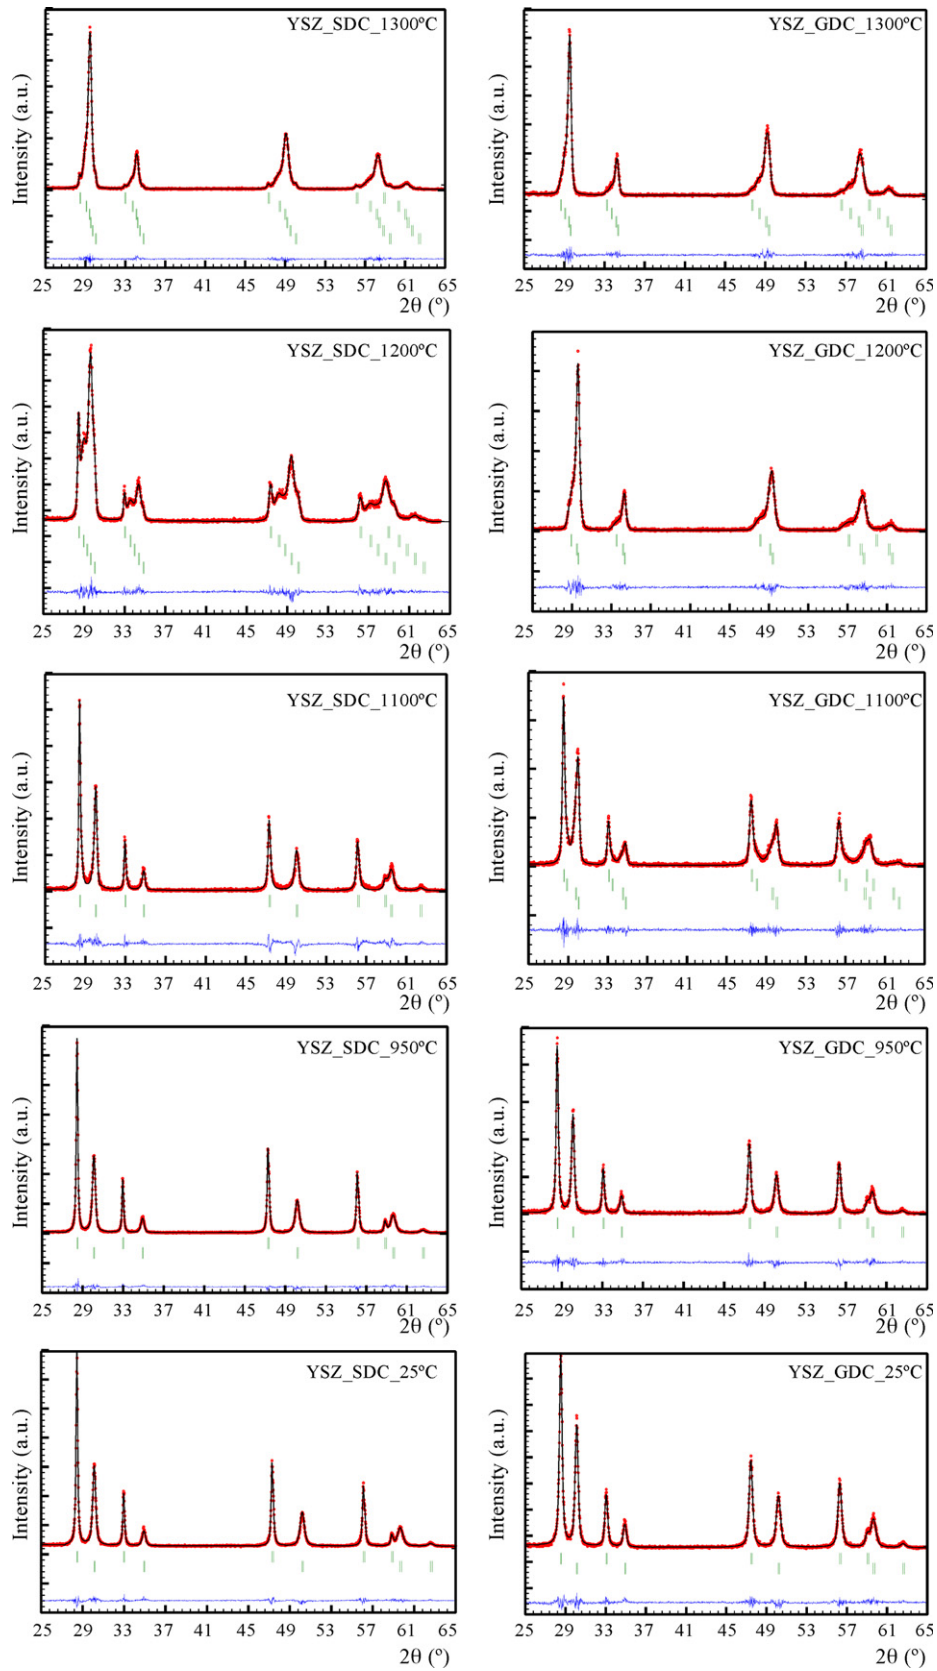 YSZ_SDC_1300ºC
Intensity (a.u.)
25 29 33 37 41 45 49 53 57 61 65
2θ (º)
YSZ_GDC_1300ºC
Intensity (a.u.)
25 29 33 37 41 45 49 53 57 61 65
2θ (º)
YSZ_SDC_1200ºC
Intensity (a.u.)
25 29 33 37 41 45 49 53 57 61 65
2θ (º)
YSZ_GDC_1200ºC
Intensity (a.u.)
25 29 33 37 41 45 49 53 57 61 65
2θ (º)
YSZ_SDC_1100ºC
Intensity (a.u.)
25 29 33 37 41 45 49 53 57 61 65
2θ (º)
YSZ_GDC_1100ºC
Intensity (a.u.)
25 29 33 37 41 45 49 53 57 61 65
2θ (º)
YSZ_SDC_950ºC
Intensity (a.u.)
25 29 33 37 41 45 49 53 57 61 65
2θ (º)
YSZ_GDC_950ºC
Intensity (a.u.)
25 29 33 37 41 45 49 53 57 61 65
2θ (º)
YSZ_SDC_25ºC
Intensity (a.u.)
25 29 33 37 41 45 49 53 57 61 65
2θ (º)
YSZ_GDC_25ºC
Intensity (a.u.)
25 29 33 37 41 45 49 53 57 61 65
2θ (º)